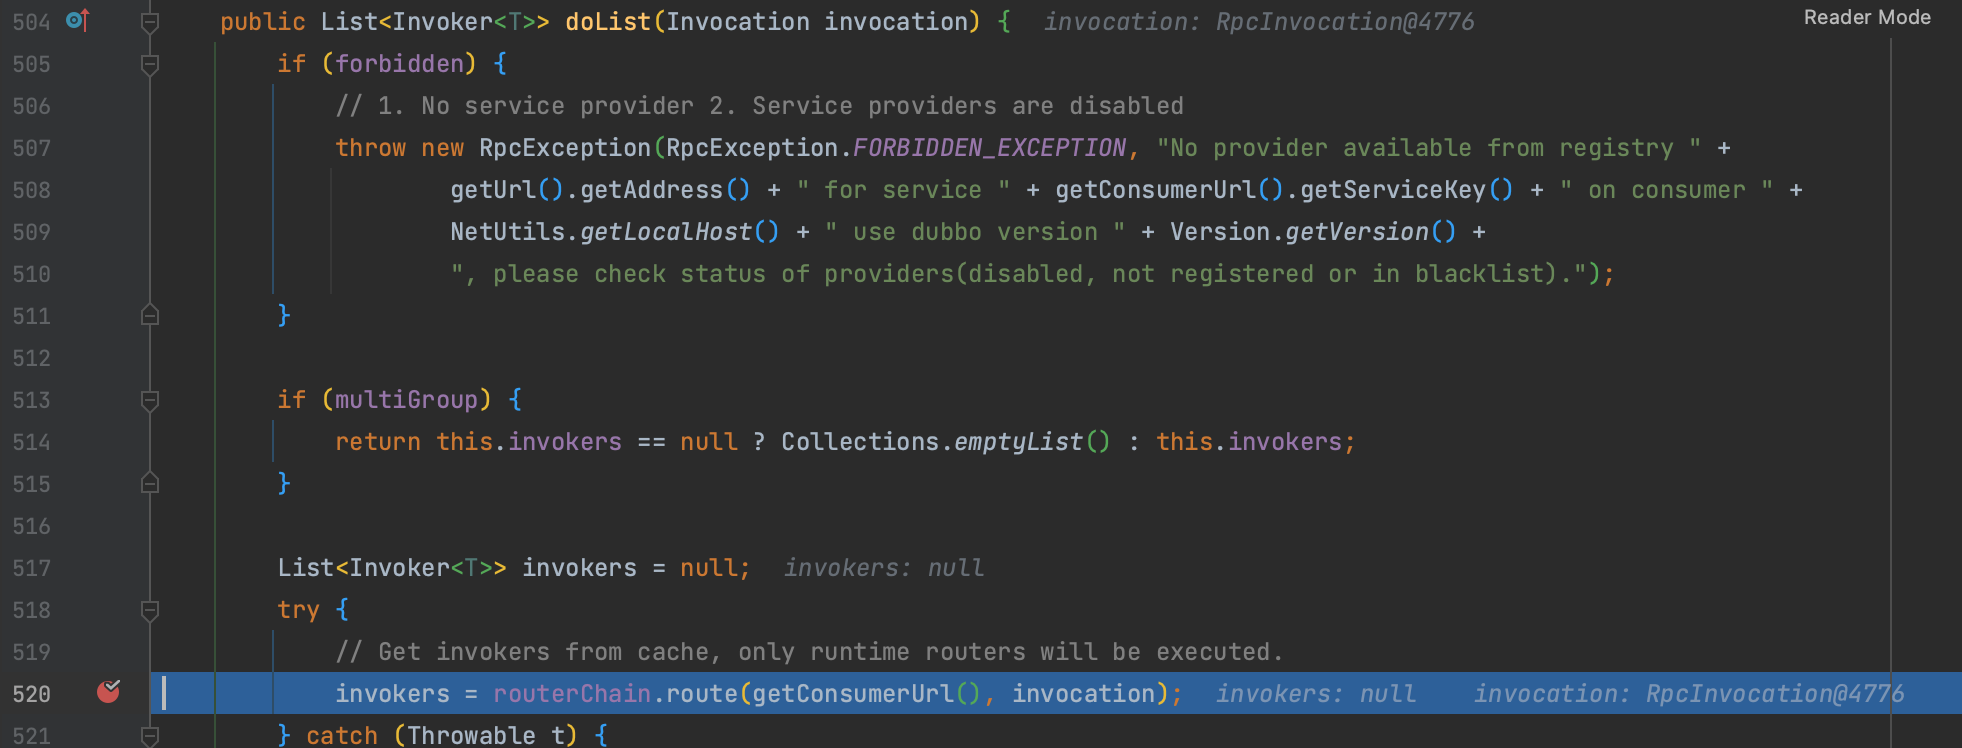 504 public List<Invoker<T>> doList(Invocation invocation) { invocation: RpcInvocation@4776 Reader Mode
505 if (forbidden) {
506 // 1. No service provider 2. Service providers are disabled
507 throw new RpcException(RpcException.FORBIDDEN_EXCEPTION, "No provider available from registry " +
508 getUrl().getAddress() + " for service " + getConsumerUrl().getServiceKey() + " on consumer " +
509 NetUtils.getLocalHost() + " use dubbo version " + Version.getVersion() +
510 ", please check status of providers(disabled, not registered or in blacklist).");
511 }
512
513 if (multiGroup) {
514 return this.invokers == null ? Collections.emptyList() : this.invokers;
515 }
516
517 List<Invoker<T>> invokers = null; invokers: null
518 try {
519 // Get invokers from cache, only runtime routers will be executed.
520 invokers = routerChain.route(getConsumerUrl(), invocation); invokers: null invocation: RpcInvocation@4776
521 } catch (Throwable t) {